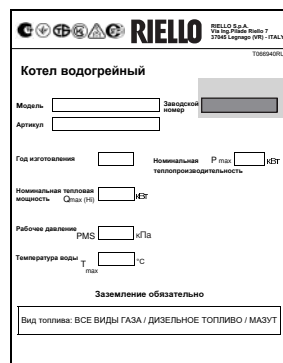 RIELLO
RIELLO S.p.A.
Via Ing.Pilade Riello 7
37045 Legnago (VR) - ITALY
T066940RU
Котел водогрейный
Модель
Заводской номер
Артикул
Год изготовления
Номинальная теплопроизводительность P max кВт
Номинальная тепловая мощность Qmax (Hi) кВт
Рабочее давление PMS кПа
Температура воды T max °C
Заземление обязательно
Вид топлива: ВСЕ ВИДЫ ГАЗА / ДИЗЕЛЬНОЕ ТОПЛИВО / МАЗУТ